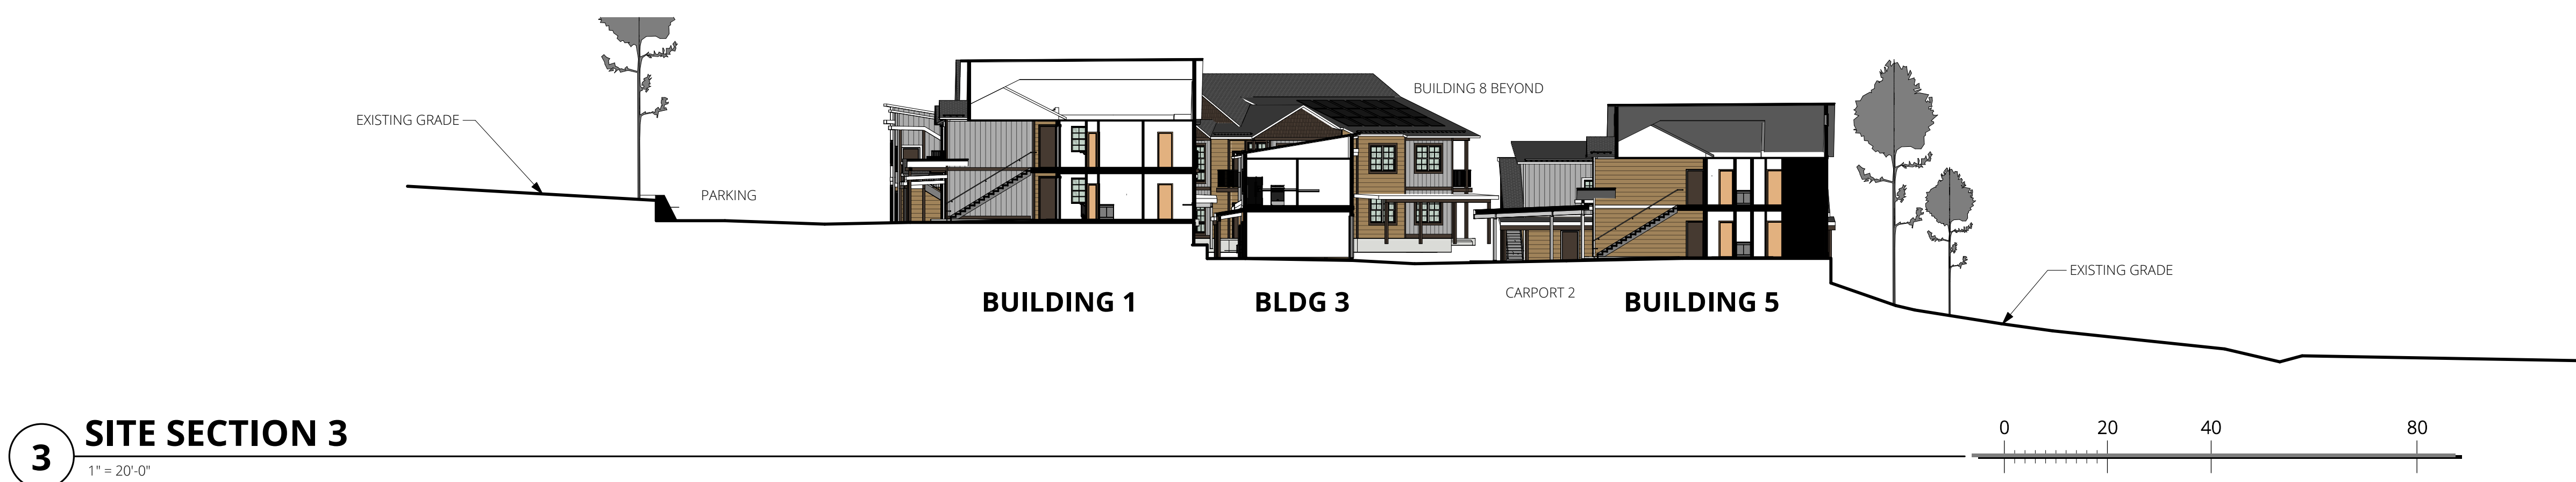 BUILDING 8 BEYOND
EXISTING GRADE
PARKING
EXISTING GRADE
BUILDING 1
BLDG 3
CARPORT 2
BUILDING 5
3
SITE SECTION 3
1" = 20'-0"
0 20 40 80